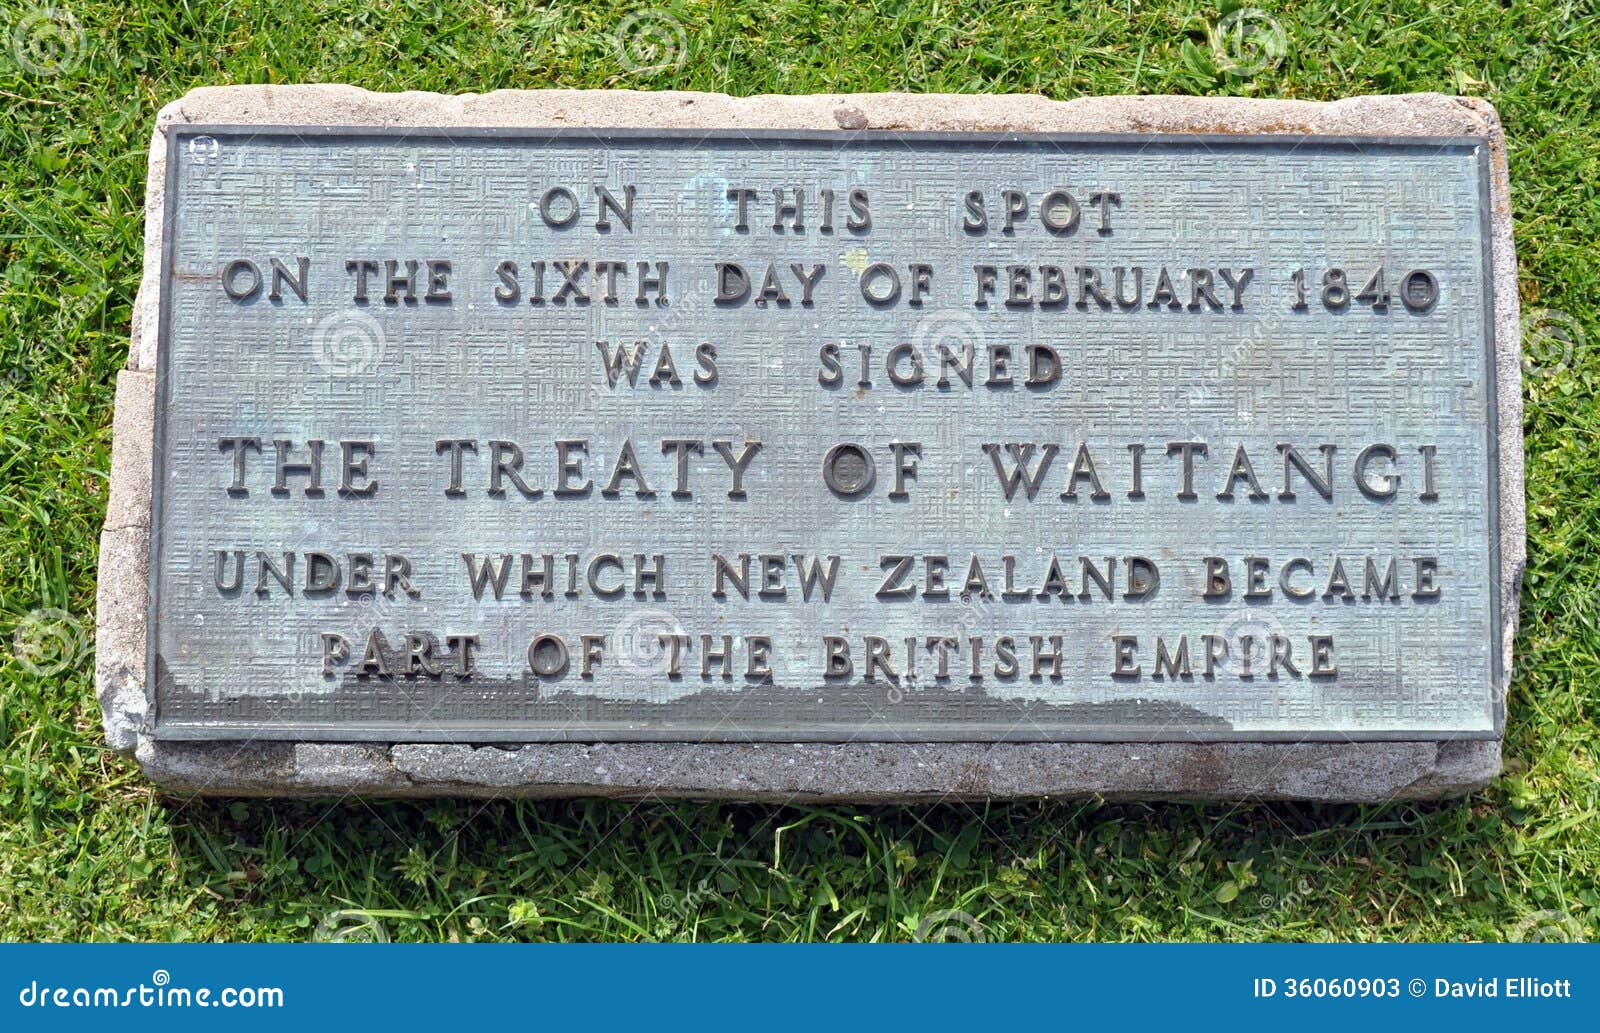 ON THIS SPOT
ON THE SIXTH DAY OF FEBRUARY 1840
WAS SIGNED
THE TREATY OF WAITANGI
UNDER WHICH NEW ZEALAND BECAME
PART OF THE BRITISH EMPIRE
dreamstime.com
ID 36060903 © David Elliott